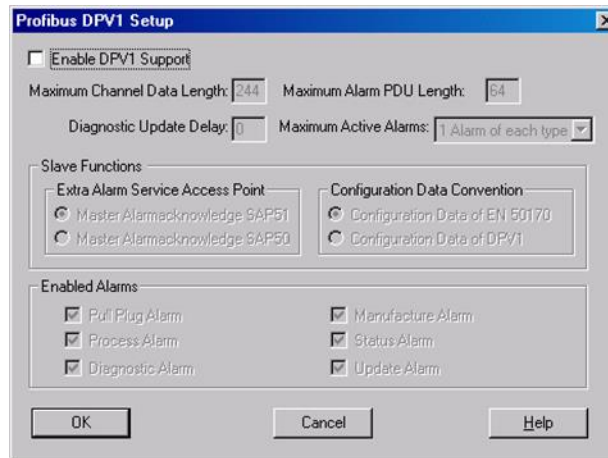 Profibus DPV1 Setup
Enable DPV1 Support
Maximum Channel Data Length: 244 Maximum Alarm PDU Length: 64
Diagnostic Update Delay: 0 Maximum Active Alarms: 1 Alarm of each type
Slave Functions
Extra Alarm Service Access Point
Master Alarmacknowledge SAP51
Master Alarmacknowledge SAP50
Configuration Data Convention
Configuration Data of EN 50170
Configuration Data of DPV1
Enabled Alarms
Pull Plug Alarm Manufacture Alarm
Process Alarm Status Alarm
Diagnostic Alarm Update Alarm
OK Cancel Help